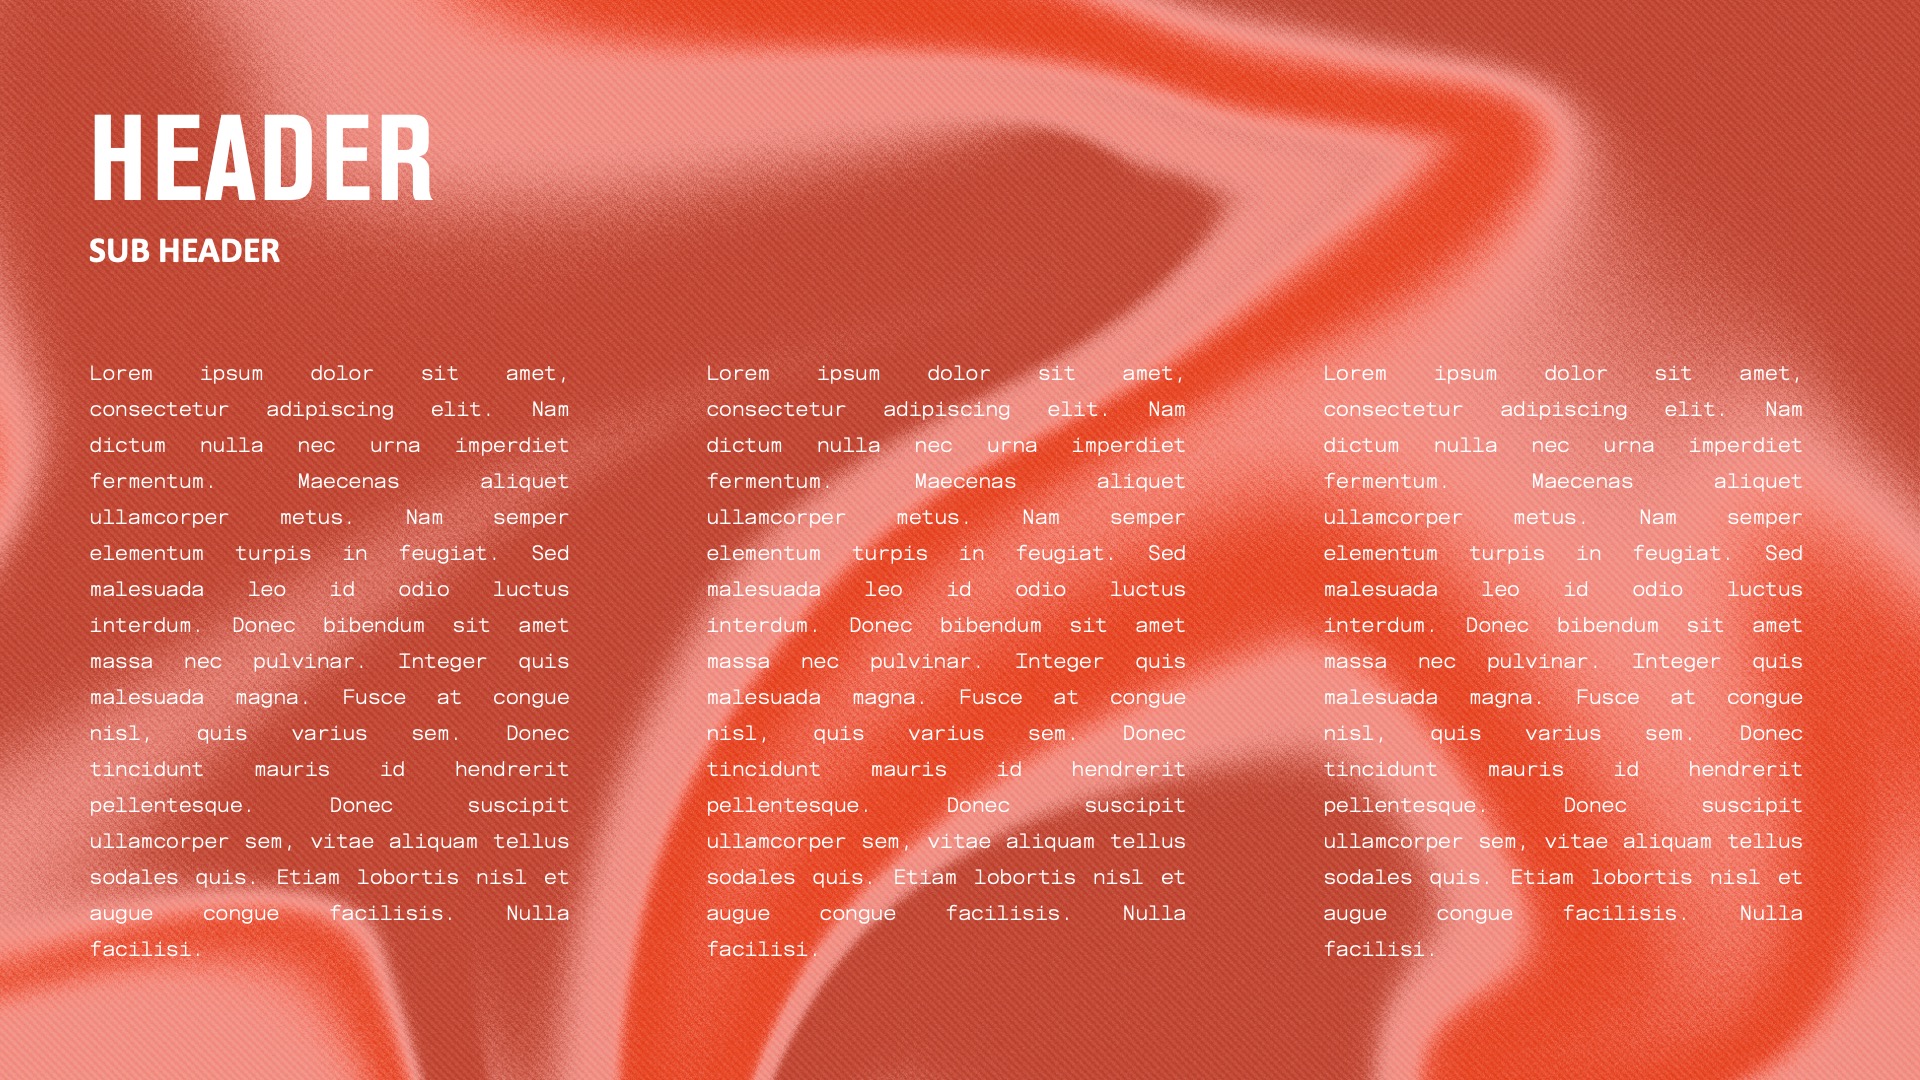 HEADER
SUB HEADER
Lorem ipsum dolor sit amet,
consectetur adipiscing elit. Nam
dictum nulla nec urna imperdiet
fermentum. Maecenas aliquet
ullamcorper metus. Nam semper
elementum turpis in feugiat. Sed
malesuada leo id odio luctus
interdum. Donec bibendum sit amet
massa nec pulvinar. Integer quis
malesuada magna. Fusce at congue
nisl, quis varius sem. Donec
tincidunt mauris id hendrerit
pellentesque. Donec suscipit
ullamcorper sem, vitae aliquam tellus
sodales quis. Etiam lobortis nisl et
augue congue facilisis. Nulla
facilisi.
Lorem ipsum dolor sit amet,
consectetur adipiscing elit. Nam
dictum nulla nec urna imperdiet
fermentum. Maecenas aliquet
ullamcorper metus. Nam semper
elementum turpis in feugiat. Sed
malesuada leo id odio luctus
interdum. Donec bibendum sit amet
massa nec pulvinar. Integer quis
malesuada magna. Fusce at congue
nisl, quis varius sem. Donec
tincidunt mauris id hendrerit
pellentesque. Donec suscipit
ullamcorper sem, vitae aliquam tellus
sodales quis. Etiam lobortis nisl et
augue congue facilisis. Nulla
facilisi.
Lorem ipsum dolor sit amet,
consectetur adipiscing elit. Nam
dictum nulla nec urna imperdiet
fermentum. Maecenas aliquet
ullamcorper metus. Nam semper
elementum turpis in feugiat. Sed
malesuada leo id odio luctus
interdum. Donec bibendum sit amet
massa nec pulvinar. Integer quis
malesuada magna. Fusce at congue
nisl, quis varius sem. Donec
tincidunt mauris id hendrerit
pellentesque. Donec suscipit
ullamcorper sem, vitae aliquam tellus
sodales quis. Etiam lobortis nisl et
augue congue facilisis. Nulla
facilisi.